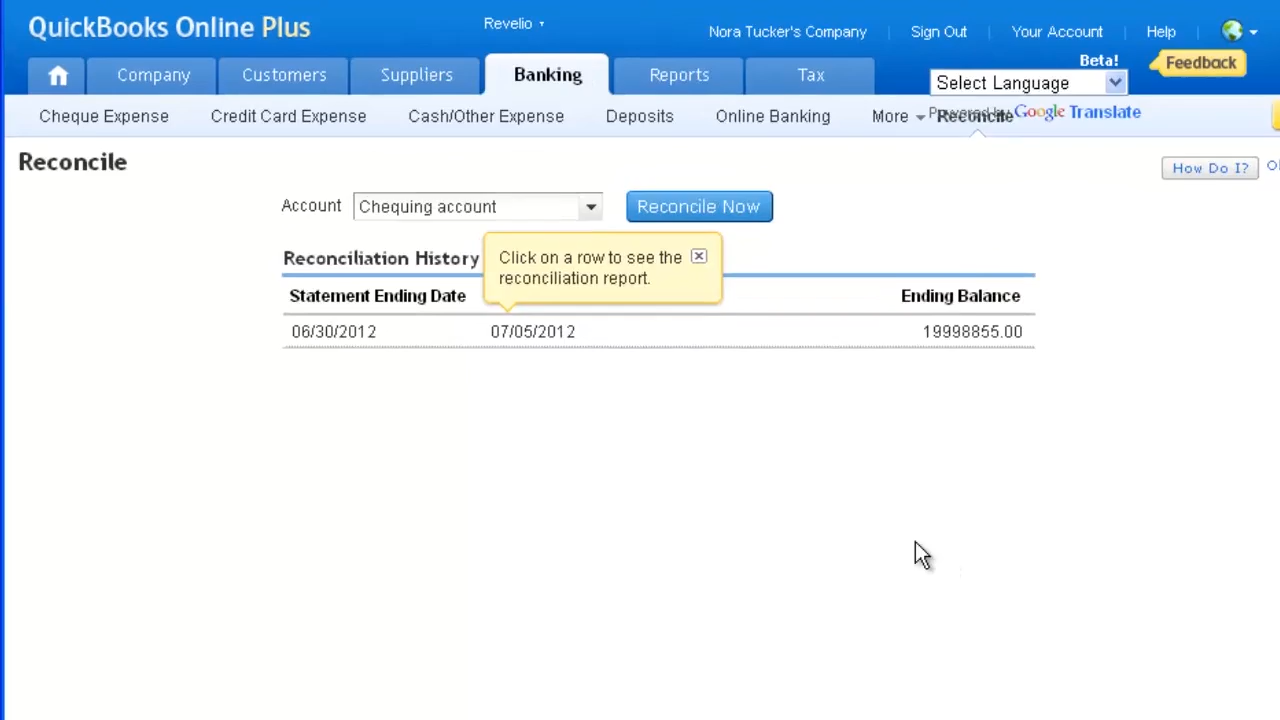 QuickBooks Online Plus
Revelio
Nora Tucker's Company
Sign Out
Your Account
Help
Beta!
Feedback
Company
Customers
Suppliers
Banking
Reports
Tax
Select Language
Cheque Expense
Credit Card Expense
Cash/Other Expense
Deposits
Online Banking
More
Powered by Google Translate
Reconcile
Reconcile
How Do I?
Account
Chequing account
Reconcile Now
Reconciliation History
Click on a row to see the
reconciliation report.
Statement Ending Date
Ending Balance
06/30/2012
07/05/2012
19998855.00